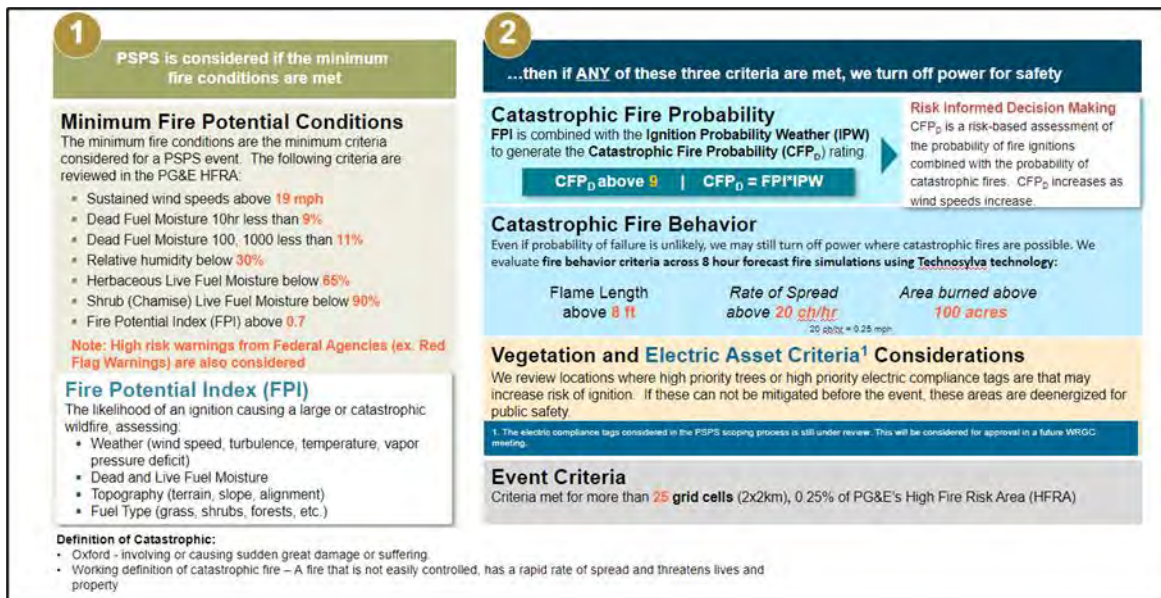 1
PSPS is considered if the minimum
fire conditions are met
Minimum Fire Potential Conditions
The minimum fire conditions are the minimum criteria
considered for a PSPS event. The following criteria are
reviewed in the PG&E HFRA:
▪ Sustained wind speeds above 19 mph
▪ Dead Fuel Moisture 10hr less than 9%
▪ Dead Fuel Moisture 100, 1000 less than 11%
▪ Relative humidity below 30%
▪ Herbaceous Live Fuel Moisture below 65%
▪ Shrub (Chamise) Live Fuel Moisture below 90%
▪ Fire Potential Index (FPI) above 0.7
Note: High risk warnings from Federal Agencies (ex. Red
Flag Warnings) are also considered
Fire Potential Index (FPI)
The likelihood of an ignition causing a large or catastrophic
wildfire, assessing:
• Weather (wind speed, turbulence, temperature, vapor
pressure deficit)
• Dead and Live Fuel Moisture
• Topography (terrain, slope, alignment)
• Fuel Type (grass, shrubs, forests, etc.)
2
...then if ANY of these three criteria are met, we turn off power for safety
Catastrophic Fire Probability
FPI is combined with the Ignition Probability Weather (IPW)
to generate the Catastrophic Fire Probability (CFPD) rating.
CFPD above 9 | CFPD = FPI*IPW
Risk Informed Decision Making
CFPD is a risk-based assessment of
the probability of fire ignitions
combined with the probability of
catastrophic fires. CFPD increases as
wind speeds increase.
Catastrophic Fire Behavior
Even if probability of failure is unlikely, we may still turn off power where catastrophic fires are possible. We
evaluate fire behavior criteria across 8 hour forecast fire simulations using Technosylva technology:
Flame Length
above 8 ft
Rate of Spread
above 20 ch/hr
20 ch/hr = 0.25 mph
Area burned above
100 acres
Vegetation and Electric Asset Criteria1 Considerations
We review locations where high priority trees or high priority electric compliance tags are that may
increase risk of ignition. If these can not be mitigated before the event, these areas are deenergized for
public safety.
1. The electric compliance tags considered in the PSPS scoping process is still under review. This will be considered for approval in a future WRGC
meeting.
Event Criteria
Criteria met for more than 25 grid cells (2x2km), 0.25% of PG&E's High Fire Risk Area (HFRA)
Definition of Catastrophic:
• Oxford - involving or causing sudden great damage or suffering.
• Working definition of catastrophic fire – A fire that is not easily controlled, has a rapid rate of spread and threatens lives and
property